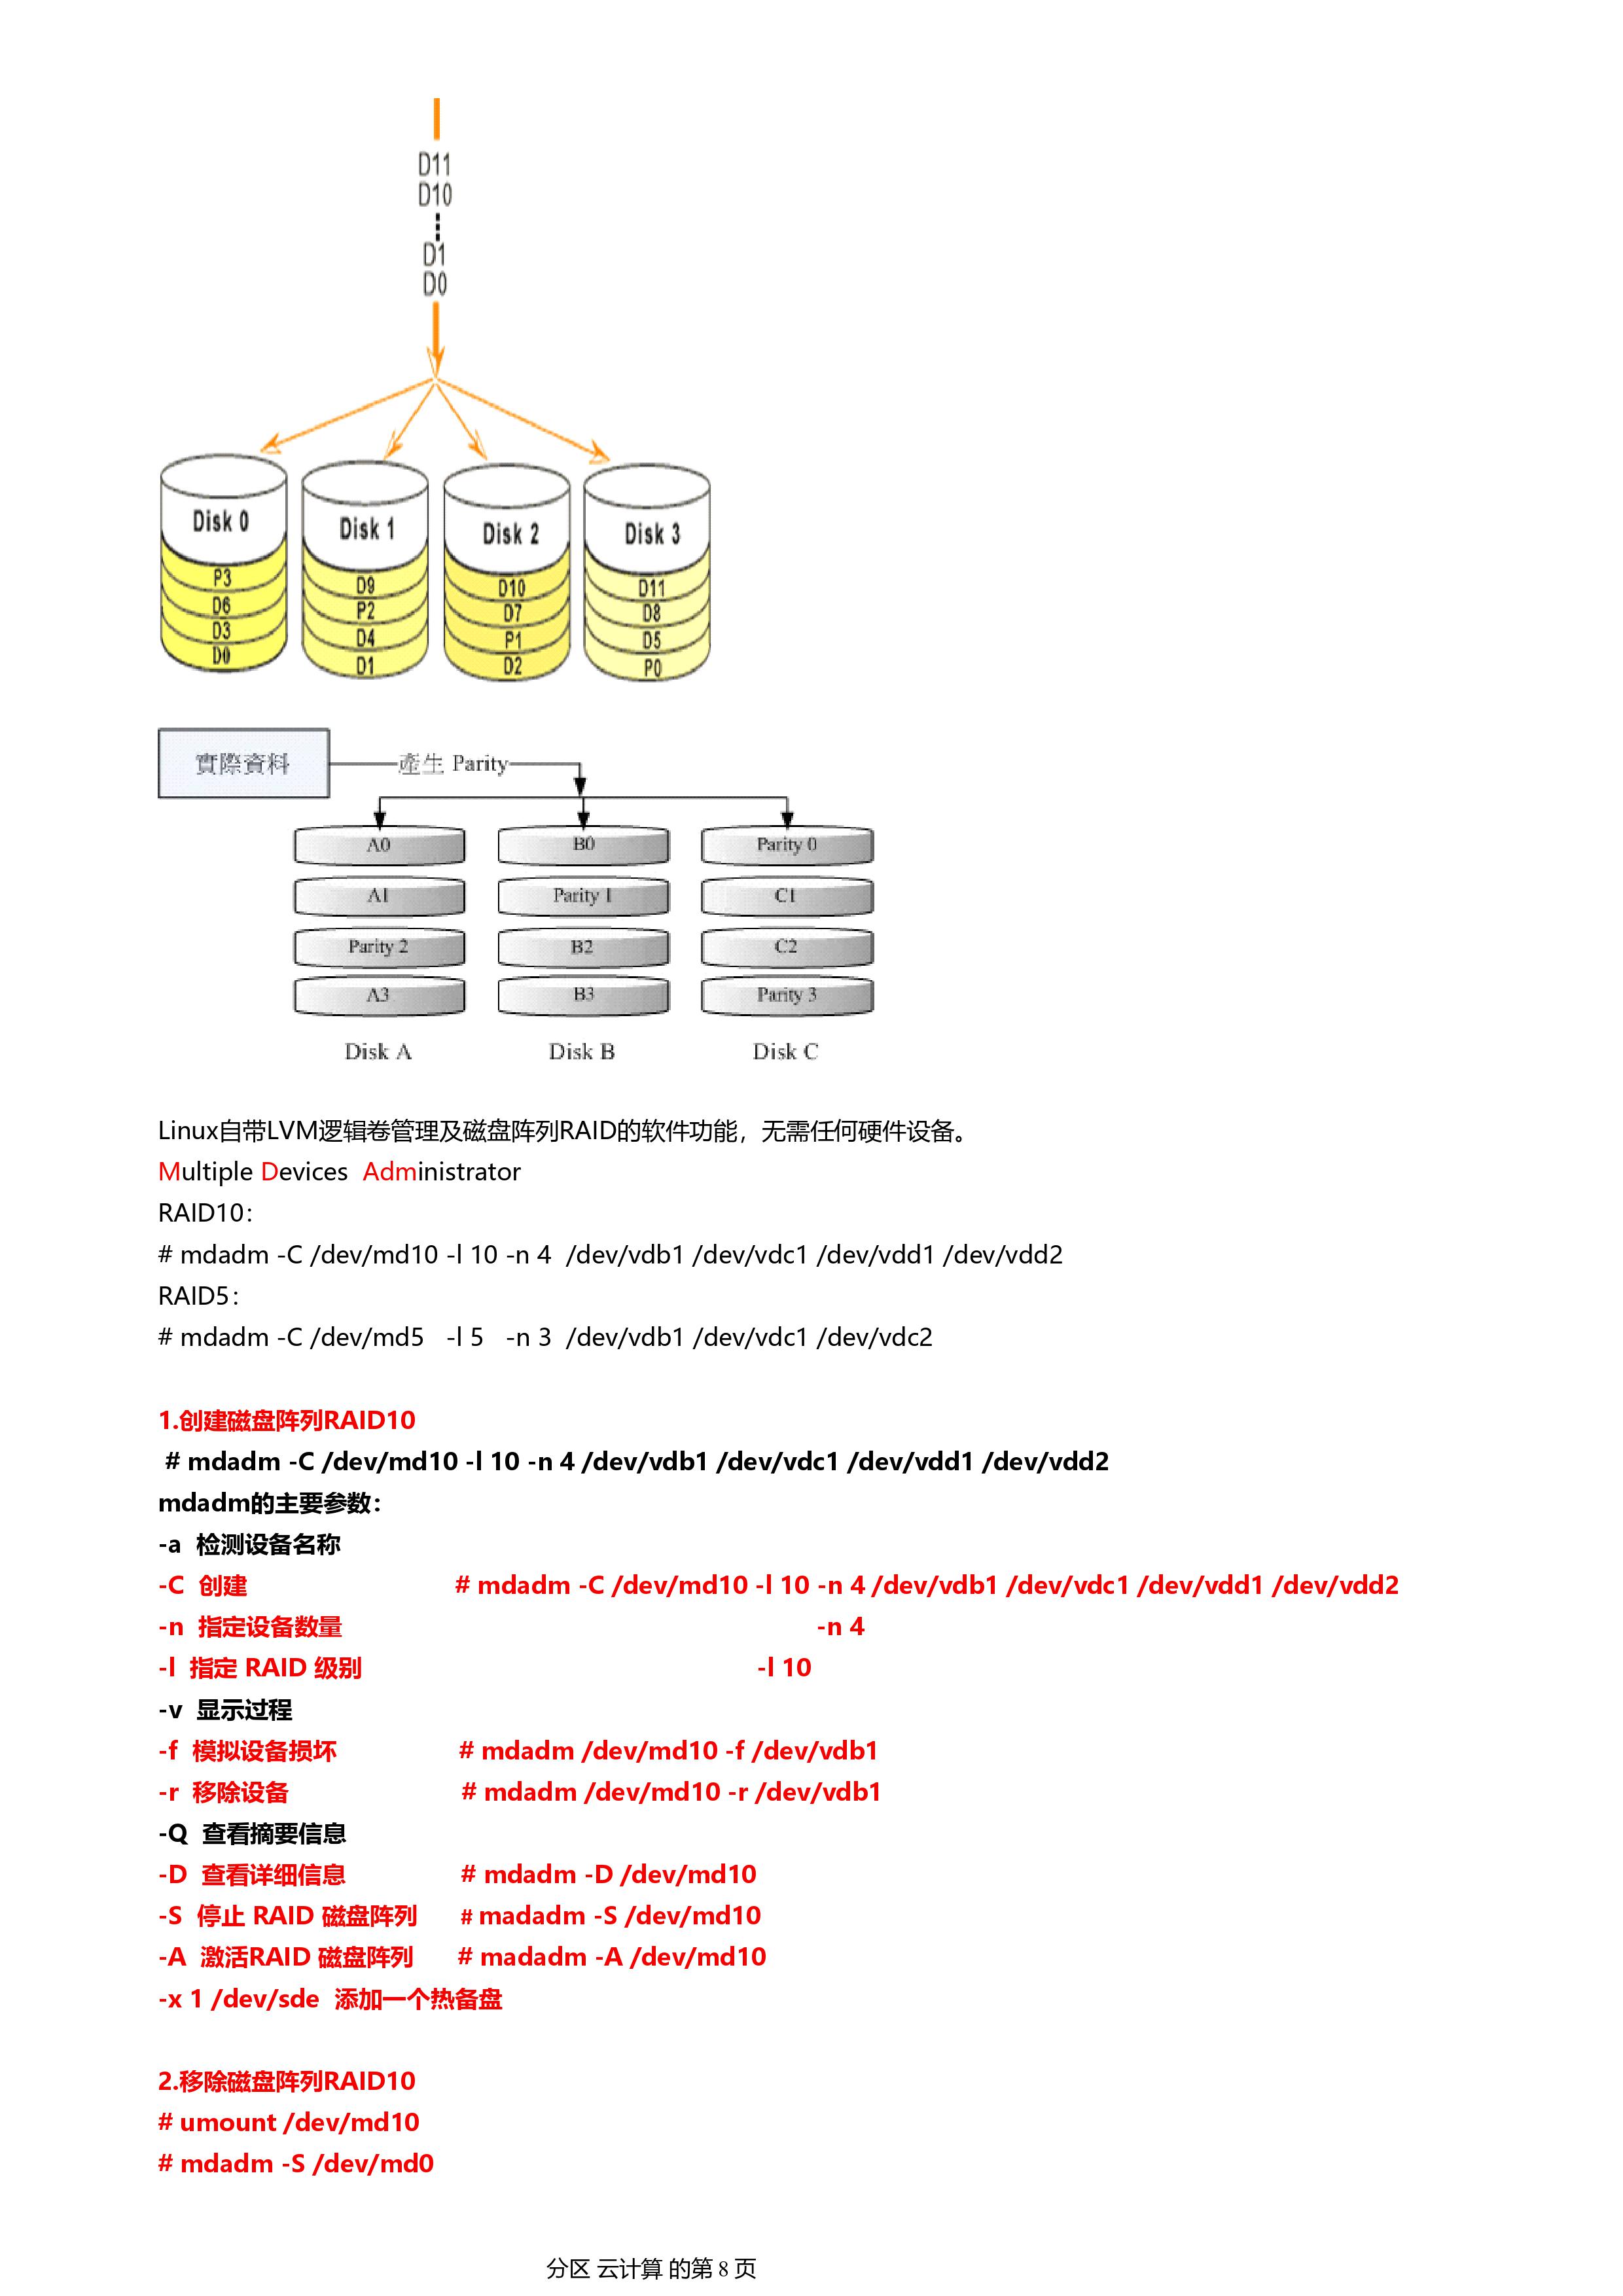 D11
D10
D1
D0
Disk 0
Disk 1
Disk 2
Disk 3
P3
D9
D10
D11
D6
P2
D7
D8
D3
D4
P1
D5
D0
D1
D2
P0
實際資料
產生 Parity
A0
B0
Parity 0
A1
Parity 1
C1
Parity 2
B2
C2
A3
B3
Parity 3
Disk A
Disk B
Disk C
Linux自带LVM逻辑卷管理及磁盘阵列RAID的软件功能，无需任何硬件设备。
Multiple Devices Administrator
RAID10：
# mdadm -C /dev/md10 -l 10 -n 4 /dev/vdb1 /dev/vdc1 /dev/vdd1 /dev/vdd2
RAID5：
# mdadm -C /dev/md5 -l 5 -n 3 /dev/vdb1 /dev/vdc1 /dev/vdc2
1.创建磁盘阵列RAID10
# mdadm -C /dev/md10 -l 10 -n 4 /dev/vdb1 /dev/vdc1 /dev/vdd1 /dev/vdd2
mdadm的主要参数：
-a 检测设备名称
-C 创建 # mdadm -C /dev/md10 -l 10 -n 4 /dev/vdb1 /dev/vdc1 /dev/vdd1 /dev/vdd2
-n 指定设备数量 -n 4
-l 指定 RAID 级别 -l 10
-v 显示过程
-f 模拟设备损坏 # mdadm /dev/md10 -f /dev/vdb1
-r 移除设备 # mdadm /dev/md10 -r /dev/vdb1
-Q 查看摘要信息
-D 查看详细信息 # mdadm -D /dev/md10
-S 停止 RAID 磁盘阵列 # madadm -S /dev/md10
-A 激活RAID 磁盘阵列 # madadm -A /dev/md10
-x 1 /dev/sde 添加一个热备盘
2.移除磁盘阵列RAID10
# umount /dev/md10
# mdadm -S /dev/md0
分区 云计算 的第 8 页